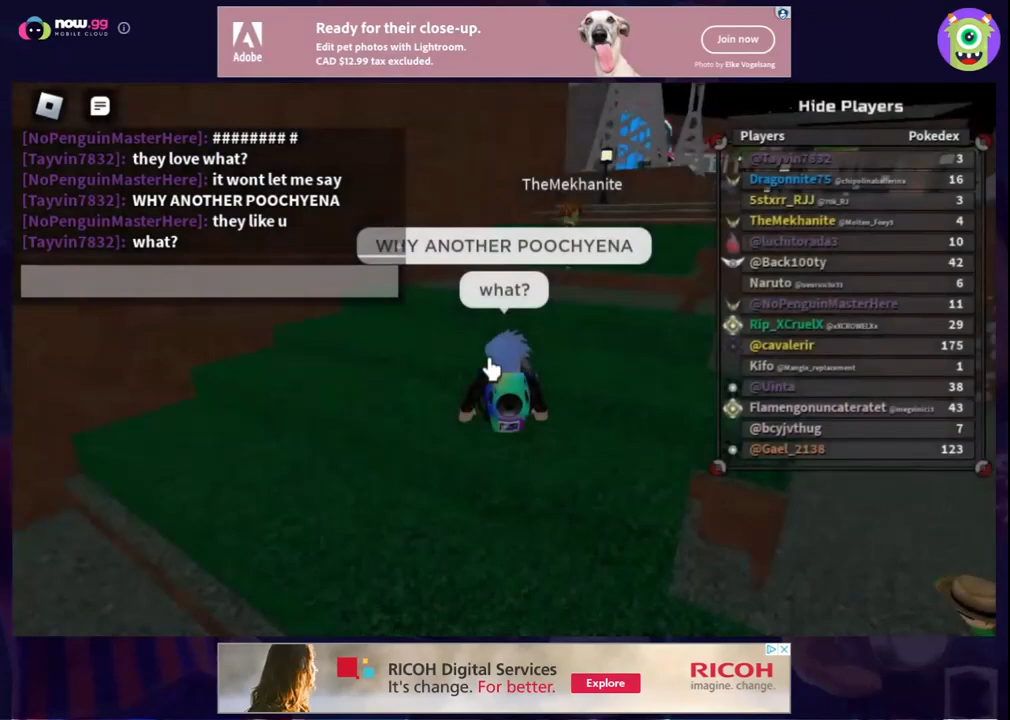 now.gg
MOBILE CLOUD
Adobe
Ready for their close-up.
Edit pet photos with Lightroom.
CAD $12.99 tax excluded.
Join now
Photo by Elke Vogelsang
[NoPenguinMasterHere]: ######## #
[Tayvin7832]: they love what?
[NoPenguinMasterHere]: it wont let me say
[Tayvin7832]: WHY ANOTHER POOCHYENA
[NoPenguinMasterHere]: they like u
[Tayvin7832]: what?
TheMekhanite
WHY ANOTHER POOCHYENA
what?
Hide Players
Players Pokedex
@Tayvin7832 3
Dragonnite75 @chipolinabatterica 16
5stxrr_RJJ 3
TheMekhanite @Molten_Foxy3 4
@luchitorada3 10
@Back100ty 42
Naruto 6
@NoPenguinMasterHere 11
Rip_XCruelX 29
@cavalerir 175
Kifo @Mangle_replacement 1
@Uinta 38
Flamengonuncateratet 43
@bcyjvthug 7
@Gael_2138 123
RICOH Digital Services
It's change. For better.
Explore
RICOH
imagine. change.